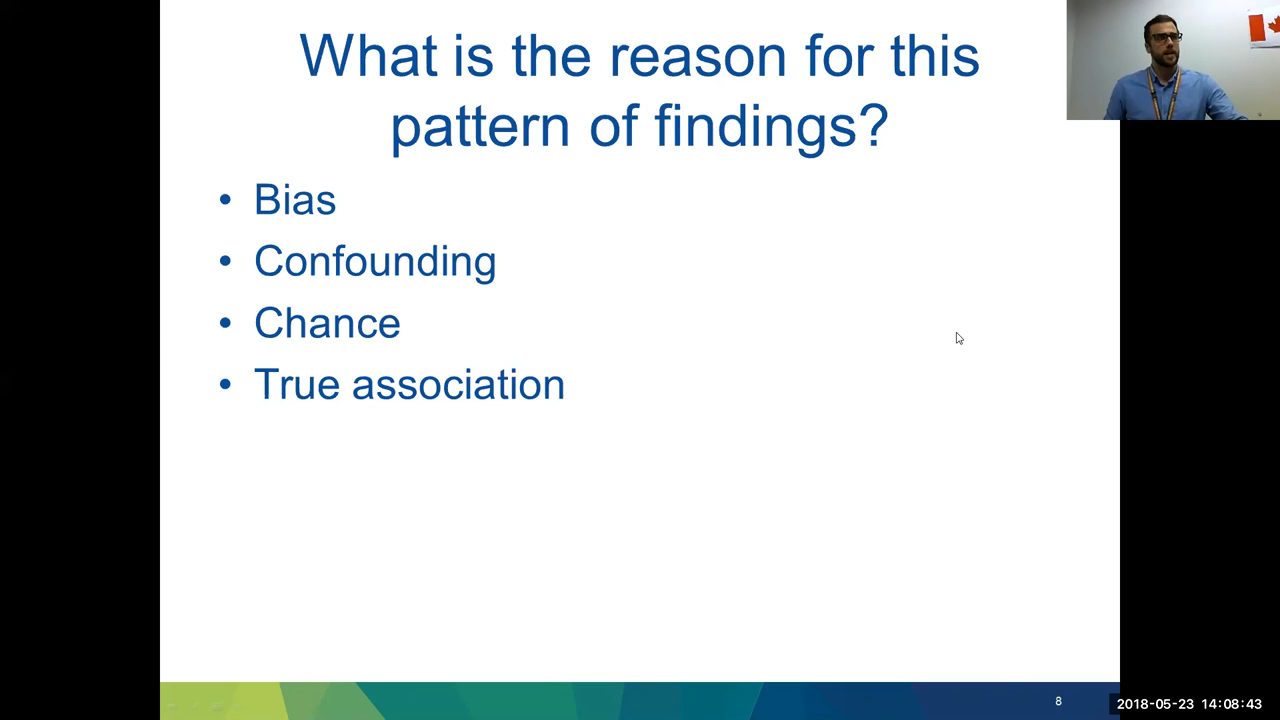 What is the reason for this
pattern of findings?
• Bias
• Confounding
• Chance
• True association
8
2018-05-23 14:08:43